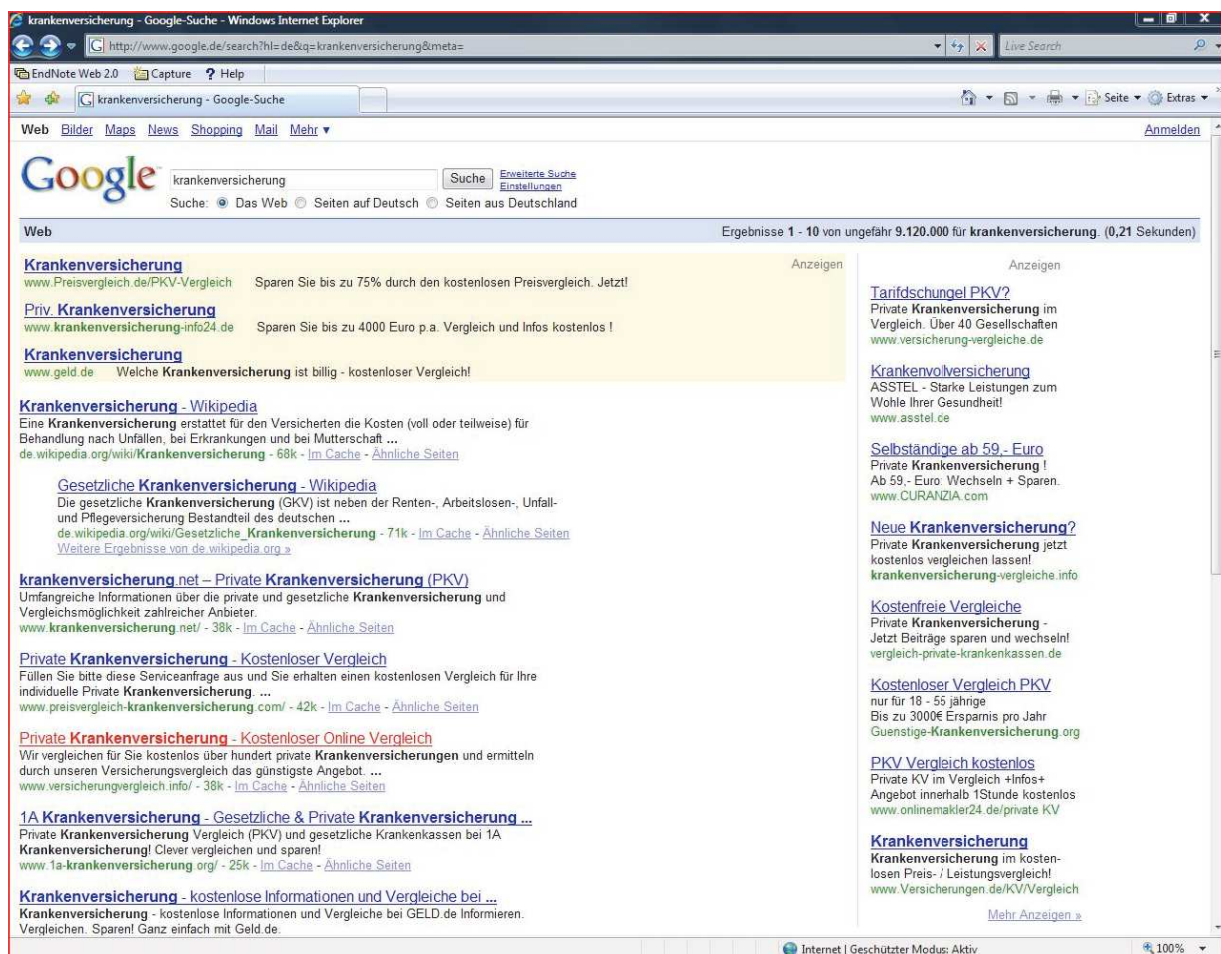 krankenversicherung - Google-Suche - Windows Internet Explorer
http://www.google.de/search?hl=de&q=krankenversicherung&meta=
Live Search
EndNote Web 2.0 Capture ? Help
krankenversicherung - Google-Suche
Seite Extras
Web Bilder Maps News Shopping Mail Mehr ▼
Anmelden
Google™
krankenversicherung
Suche
Erweiterte Suche
Einstellungen
Suche: Das Web Seiten auf Deutsch Seiten aus Deutschland
Web
Ergebnisse 1 - 10 von ungefähr 9.120.000 für krankenversicherung. (0,21 Sekunden)
Anzeigen
Krankenversicherung
www.Preisvergleich.de/PKV-Vergleich Sparen Sie bis zu 75% durch den kostenlosen Preisvergleich. Jetzt!
Priv. Krankenversicherung
www.krankenversicherung-info24.de Sparen Sie bis zu 4000 Euro p.a. Vergleich und Infos kostenlos !
Krankenversicherung
www.geld.de Welche Krankenversicherung ist billig - kostenloser Vergleich!
Krankenversicherung - Wikipedia
Eine Krankenversicherung erstattet für den Versicherten die Kosten (voll oder teilweise) für
Behandlung nach Unfällen, bei Erkrankungen und bei Mutterschaft ...
de.wikipedia.org/wiki/Krankenversicherung - 68k - Im Cache - Ähnliche Seiten
Gesetzliche Krankenversicherung - Wikipedia
Die gesetzliche Krankenversicherung (GKV) ist neben der Renten-, Arbeitslosen-, Unfall-
und Pflegeversicherung Bestandteil des deutschen ...
de.wikipedia.org/wiki/Gesetzliche_Krankenversicherung - 71k - Im Cache - Ähnliche Seiten
Weitere Ergebnisse von de.wikipedia.org »
krankenversicherung.net – Private Krankenversicherung (PKV)
Umfangreiche Informationen über die private und gesetzliche Krankenversicherung und
Vergleichsmöglichkeit zahlreicher Anbieter.
www.krankenversicherung.net/ - 38k - Im Cache - Ähnliche Seiten
Private Krankenversicherung - Kostenloser Vergleich
Füllen Sie bitte diese Serviceanfrage aus und Sie erhalten einen kostenlosen Vergleich für Ihre
individuelle Private Krankenversicherung. ...
www.preisvergleich-krankenversicherung.com/ - 42k - Im Cache - Ähnliche Seiten
Private Krankenversicherung - Kostenloser Online Vergleich
Wir vergleichen für Sie kostenlos über hundert private Krankenversicherungen und ermitteln
durch unseren Versicherungsvergleich das günstigste Angebot. ...
www.versicherungvergleich.info/ - 38k - Im Cache - Ähnliche Seiten
1A Krankenversicherung - Gesetzliche & Private Krankenversicherung ...
Private Krankenversicherung Vergleich (PKV) und gesetzliche Krankenkassen bei 1A
Krankenversicherung! Clever vergleichen und sparen!
www.1a-krankenversicherung.org/ - 25k - Im Cache - Ähnliche Seiten
Krankenversicherung - kostenlose Informationen und Vergleiche bei ...
Krankenversicherung - kostenlose Informationen und Vergleiche bei GELD.de Informieren.
Vergleichen. Sparen! Ganz einfach mit Geld.de.
Anzeigen
Tarifdschungel PKV?
Private Krankenversicherung im
Vergleich. Über 40 Gesellschaften
www.versicherung-vergleiche.de
Krankenvollversicherung
ASSTEL - Starke Leistungen zum
Wohle Ihrer Gesundheit!
www.asstel.de
Selbständige ab 59,- Euro
Private Krankenversicherung !
Ab 59,- Euro: Wechseln + Sparen.
www.CURANZIA.com
Neue Krankenversicherung?
Private Krankenversicherung jetzt
kostenlos vergleichen lassen!
krankenversicherung-vergleiche.info
Kostenfreie Vergleiche
Private Krankenversicherung -
Jetzt Beiträge sparen und wechseln!
vergleich-private-krankenkassen.de
Kostenloser Vergleich PKV
nur für 18 - 55 jährige
Bis zu 3000€ Ersparnis pro Jahr
Guenstige-Krankenversicherung.org
PKV Vergleich kostenlos
Private KV im Vergleich +Infos+
Angebot innerhalb 1Stunde kostenlos
www.onlinemakler24.de/private KV
Krankenversicherung
Krankenversicherung im kosten-
losen Preis- / Leistungsvergleich!
www.Versicherungen.de/KV/Vergleich
Mehr Anzeigen »
Internet | Geschützter Modus: Aktiv
100%